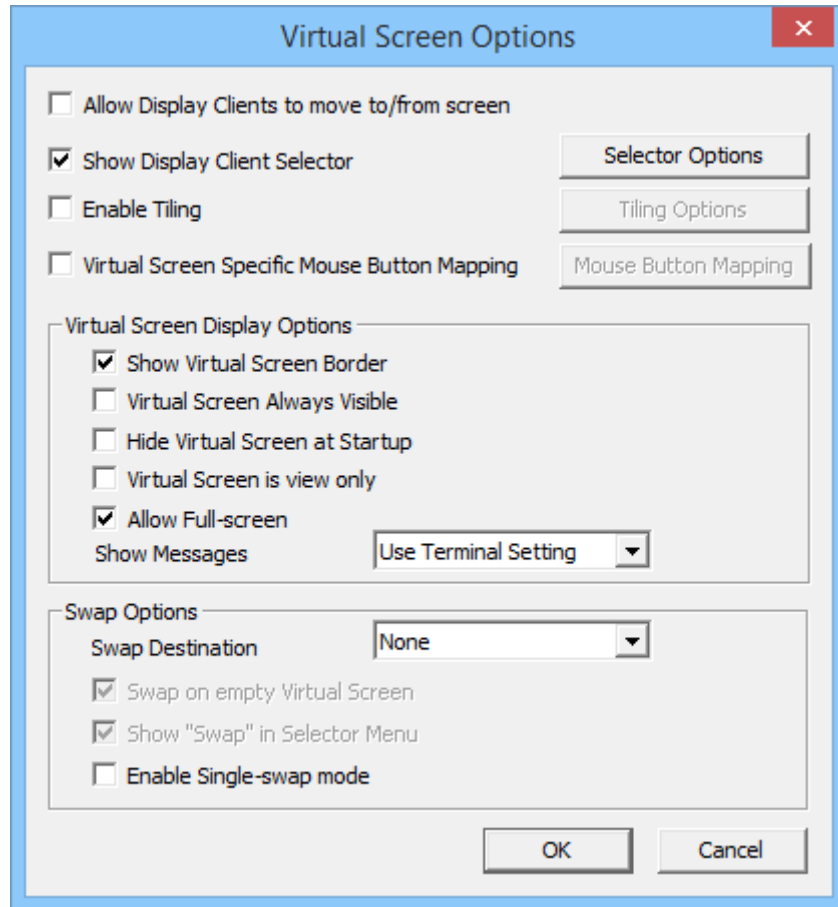 Virtual Screen Options
Allow Display Clients to move to/from screen
Show Display Client Selector
Selector Options
Enable Tiling
Tiling Options
Virtual Screen Specific Mouse Button Mapping
Mouse Button Mapping
Virtual Screen Display Options
Show Virtual Screen Border
Virtual Screen Always Visible
Hide Virtual Screen at Startup
Virtual Screen is view only
Allow Full-screen
Show Messages
Use Terminal Setting
Swap Options
Swap Destination
None
Swap on empty Virtual Screen
Show "Swap" in Selector Menu
Enable Single-swap mode
OK
Cancel